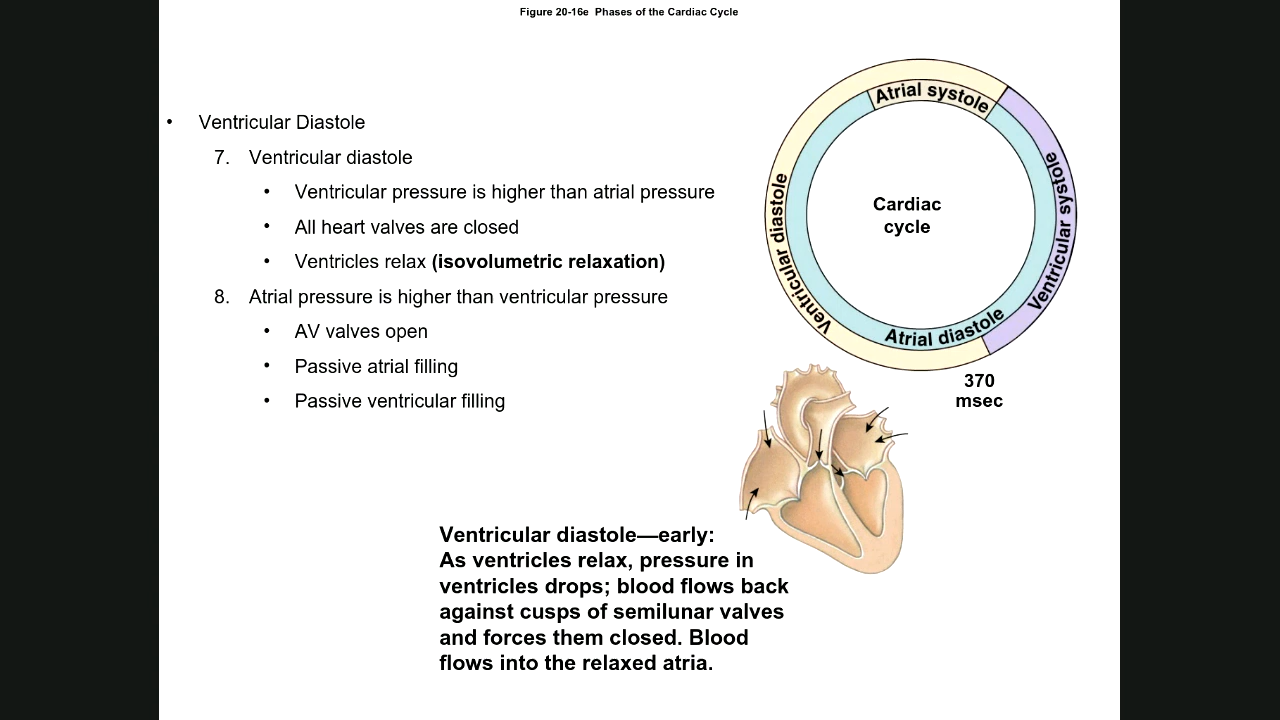 Figure 20-16e  Phases of the Cardiac Cycle
• Ventricular Diastole
7. Ventricular diastole
• Ventricular pressure is higher than atrial pressure
• All heart valves are closed
• Ventricles relax (isovolumetric relaxation)
8. Atrial pressure is higher than ventricular pressure
• AV valves open
• Passive atrial filling
• Passive ventricular filling
Atrial systole
Ventricular systole
Ventricular diastole
Atrial diastole
Cardiac
cycle
370
msec
Ventricular diastole—early:
As ventricles relax, pressure in
ventricles drops; blood flows back
against cusps of semilunar valves
and forces them closed. Blood
flows into the relaxed atria.